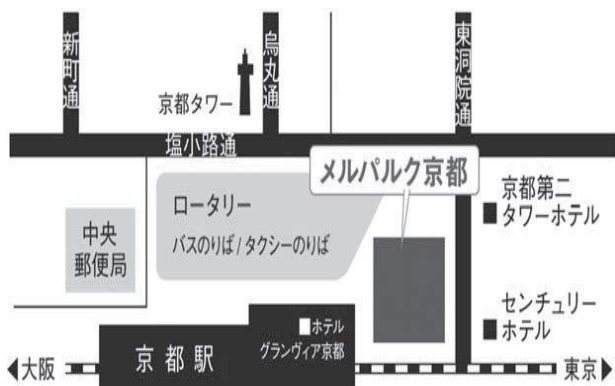 新町通
烏丸通
東洞院通
京都タワー
塩小路通
メルパルク京都
ロータリー
バスのりば/タクシーのりば
中央
郵便局
京都第二
タワーホテル
センチュリー
ホテル
ホテル
グランヴィア京都
京都駅
大阪
東京